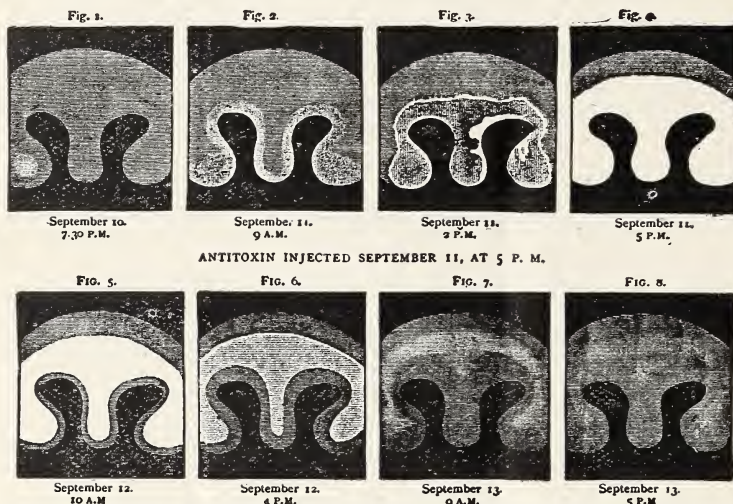 Fig. 1. Fig. 2. Fig. 3. Fig.
September 10. September 11. September 11. September 11.
7.30 P.M. 9 A.M. 2 P.M. 5 P.M.
ANTITOXIN INJECTED SEPTEMBER 11, AT 5 P. M.
FIG. 5. FIG. 6. FIG. 7. FIG. 8.
September 12. September 12. September 13. September 13.
10 A.M 4 P.M. 9 A.M. 5 P.M